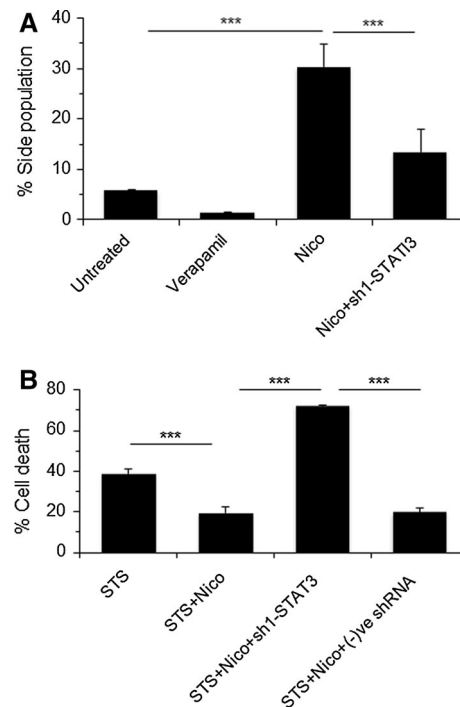 A
% Side population
40
30
20
10
0
***
***
Untreated
Verapamil
Nico
Nico+sh1-STATI3
B
% Cell death
80
60
40
20
0
***
***
***
STS
STS+Nico
STS+Nico+sh1-STAT3
STS+Nico+(-)ve shRNA